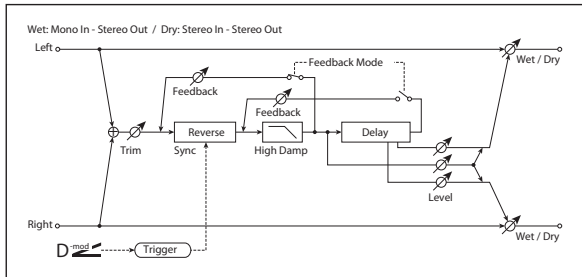 Wet: Mono In - Stereo Out / Dry: Stereo In - Stereo Out
Left
Wet / Dry
Feedback Mode
Feedback
Feedback
Reverse
Delay
Trim
Sync
High Damp
Level
Right
Wet / Dry
D-mod
Trigger